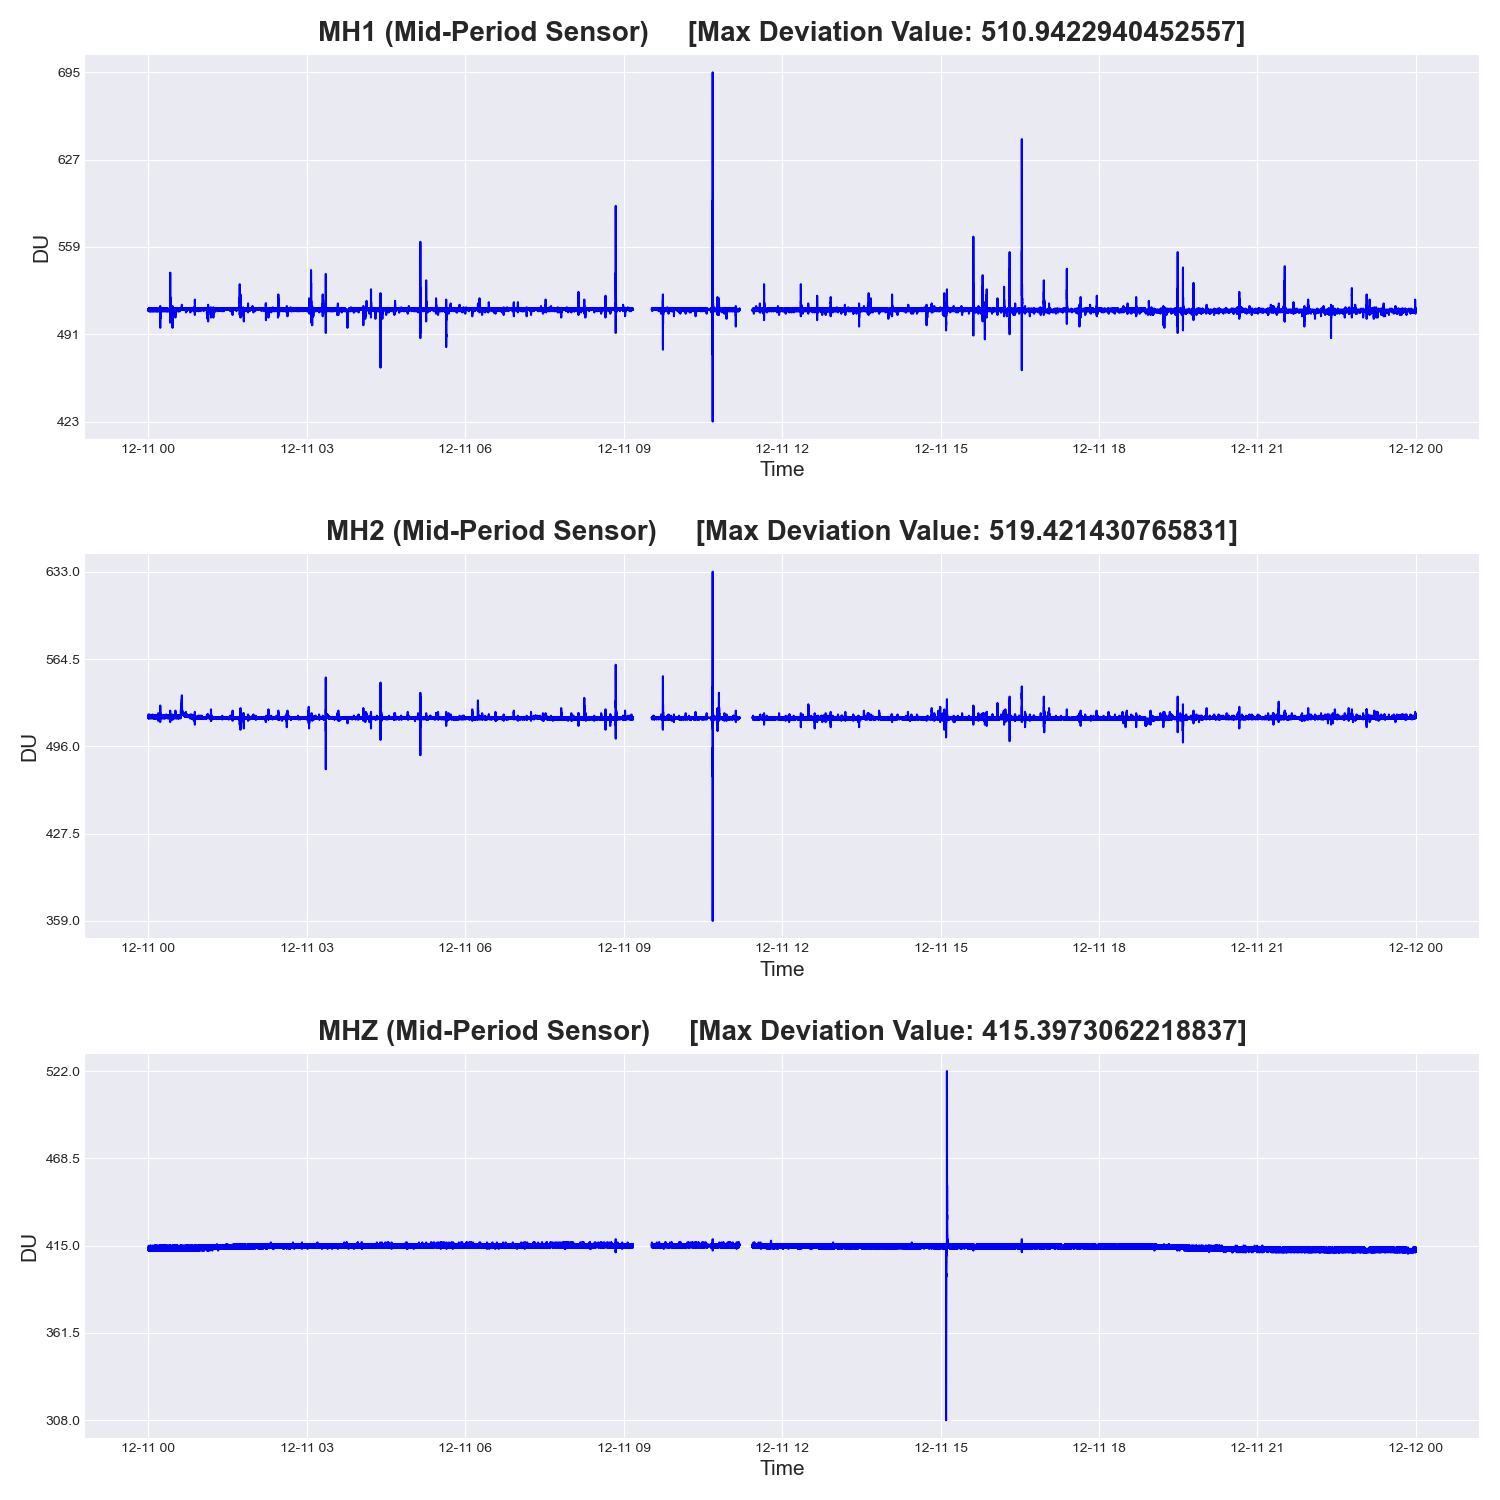 MH1 (Mid-Period Sensor) [Max Deviation Value: 510.9422940452557]
695
627
559
491
423
DU
12-11 00 12-11 03 12-11 06 12-11 09 12-11 12 12-11 15 12-11 18 12-11 21 12-12 00
Time
MH2 (Mid-Period Sensor) [Max Deviation Value: 519.421430765831]
633.0
564.5
496.0
427.5
359.0
DU
12-11 00 12-11 03 12-11 06 12-11 09 12-11 12 12-11 15 12-11 18 12-11 21 12-12 00
Time
MHZ (Mid-Period Sensor) [Max Deviation Value: 415.3973062218837]
522.0
468.5
415.0
361.5
308.0
DU
12-11 00 12-11 03 12-11 06 12-11 09 12-11 12 12-11 15 12-11 18 12-11 21 12-12 00
Time